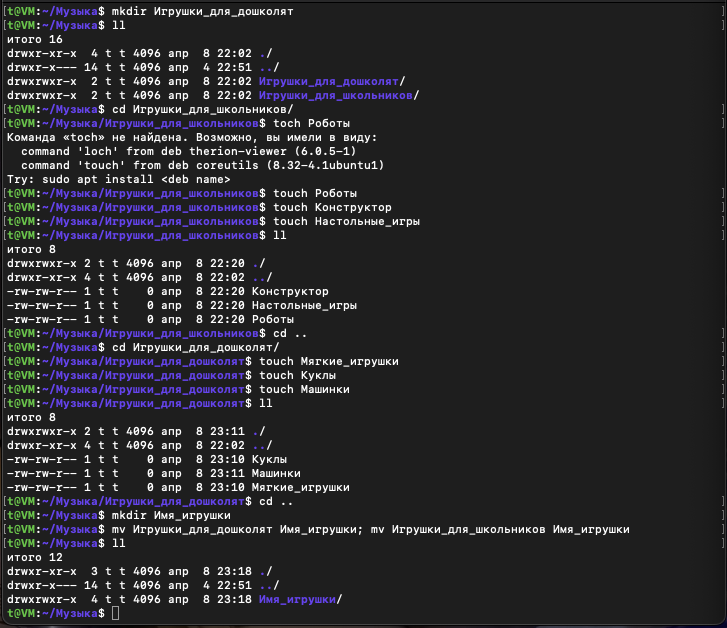 [t@VM:~/Музыка$ mkdir Игрушки_для_дошколят ]
[t@VM:~/Музыка$ ll ]
итого 16
drwxr-xr-x  4 t t 4096 апр  8 22:02 ./
drwxr-x--- 14 t t 4096 апр  4 22:51 ../
drwxrwxr-x  2 t t 4096 апр  8 22:02 Игрушки_для_дошколят/
drwxrwxr-x  2 t t 4096 апр  8 22:02 Игрушки_для_школьников/
[t@VM:~/Музыка$ cd Игрушки_для_школьников/ ]
[t@VM:~/Музыка/Игрушки_для_школьников$ toch Роботы ]
Команда «toch» не найдена. Возможно, вы имели в виду:
  command 'loch' from deb therion-viewer (6.0.5-1)
  command 'touch' from deb coreutils (8.32-4.1ubuntu1)
Try: sudo apt install <deb name>
[t@VM:~/Музыка/Игрушки_для_школьников$ touch Роботы ]
[t@VM:~/Музыка/Игрушки_для_школьников$ touch Конструктор ]
[t@VM:~/Музыка/Игрушки_для_школьников$ touch Настольные_игры ]
[t@VM:~/Музыка/Игрушки_для_школьников$ ll ]
итого 8
drwxrwxr-x 2 t t 4096 апр  8 22:20 ./
drwxrwxr-x 4 t t 4096 апр  8 22:02 ../
-rw-rw-r-- 1 t t    0 апр  8 22:20 Конструктор
-rw-rw-r-- 1 t t    0 апр  8 22:20 Настольные_игры
-rw-rw-r-- 1 t t    0 апр  8 22:20 Роботы
[t@VM:~/Музыка/Игрушки_для_школьников$ cd .. ]
[t@VM:~/Музыка$ cd Игрушки_для_дошколят/ ]
[t@VM:~/Музыка/Игрушки_для_дошколят$ touch Мягкие_игрушки ]
[t@VM:~/Музыка/Игрушки_для_дошколят$ touch Куклы ]
[t@VM:~/Музыка/Игрушки_для_дошколят$ touch Машинки ]
[t@VM:~/Музыка/Игрушки_для_дошколят$ ll ]
итого 8
drwxrwxr-x 2 t t 4096 апр  8 23:11 ./
drwxrwxr-x 4 t t 4096 апр  8 22:02 ../
-rw-rw-r-- 1 t t    0 апр  8 23:10 Куклы
-rw-rw-r-- 1 t t    0 апр  8 23:11 Машинки
-rw-rw-r-- 1 t t    0 апр  8 23:10 Мягкие_игрушки
[t@VM:~/Музыка/Игрушки_для_дошколят$ cd .. ]
[t@VM:~/Музыка$ mkdir Имя_игрушки ]
[t@VM:~/Музыка$ mv Игрушки_для_дошколят Имя_игрушки; mv Игрушки_для_школьников Имя_игрушки ]
[t@VM:~/Музыка$ ll ]
итого 12
drwxr-xr-x  3 t t 4096 апр  8 23:18 ./
drwxr-x--- 14 t t 4096 апр  4 22:51 ../
drwxrwxr-x  4 t t 4096 апр  8 23:18 Имя_игрушки/
t@VM:~/Музыка$